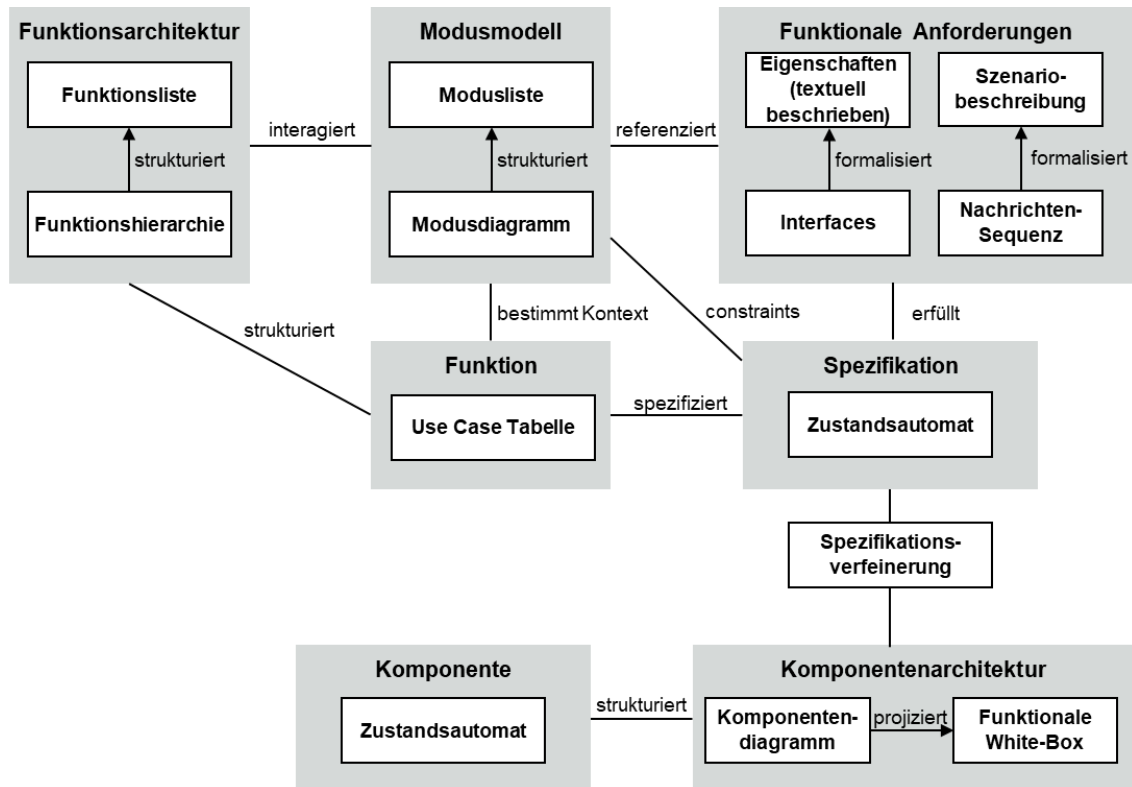 Funktionsarchitektur
Funktionsliste
strukturiert
Funktionshierarchie
interagiert
Modusmodell
Modusliste
strukturiert
Modusdiagramm
referenziert
Funktionale Anforderungen
Eigenschaften
(textuell
beschrieben)
formalisiert
Interfaces
Szenario-
beschreibung
formalisiert
Nachrichten-
Sequenz
strukturiert
bestimmt Kontext
constraints
erfüllt
Funktion
Use Case Tabelle
spezifiziert
Spezifikation
Zustandsautomat
Spezifikations-
verfeinerung
Komponente
Zustandsautomat
strukturiert
Komponentenarchitektur
Komponenten-
diagramm
projiziert
Funktionale
White-Box